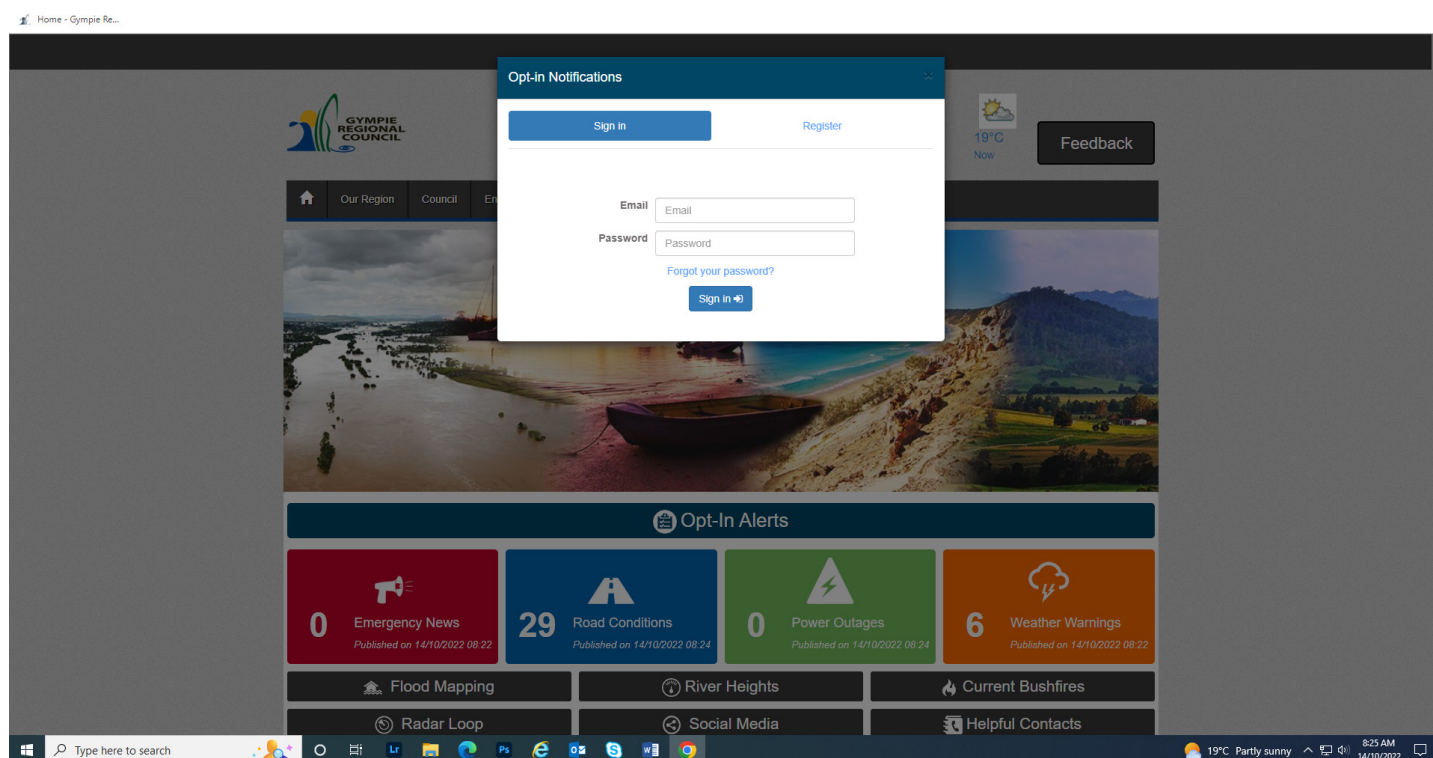 Home - Gympie Re...
Opt-in Notifications
×
Sign in
Register
GYMPIE
REGIONAL
COUNCIL
19°C
Now
Feedback
Our Region
Council
En
Email
Email
Password
Password
Forgot your password?
Sign in
Opt-In Alerts
0
Emergency News
Published on 14/10/2022 08:22
29
Road Conditions
Published on 14/10/2022 08:24
0
Power Outages
Published on 14/10/2022 08:24
6
Weather Warnings
Published on 14/10/2022 08:22
Flood Mapping
River Heights
Current Bushfires
Radar Loop
Social Media
Helpful Contacts
Type here to search
Lr
Ps
19°C Partly sunny
8:25 AM
14/10/2022